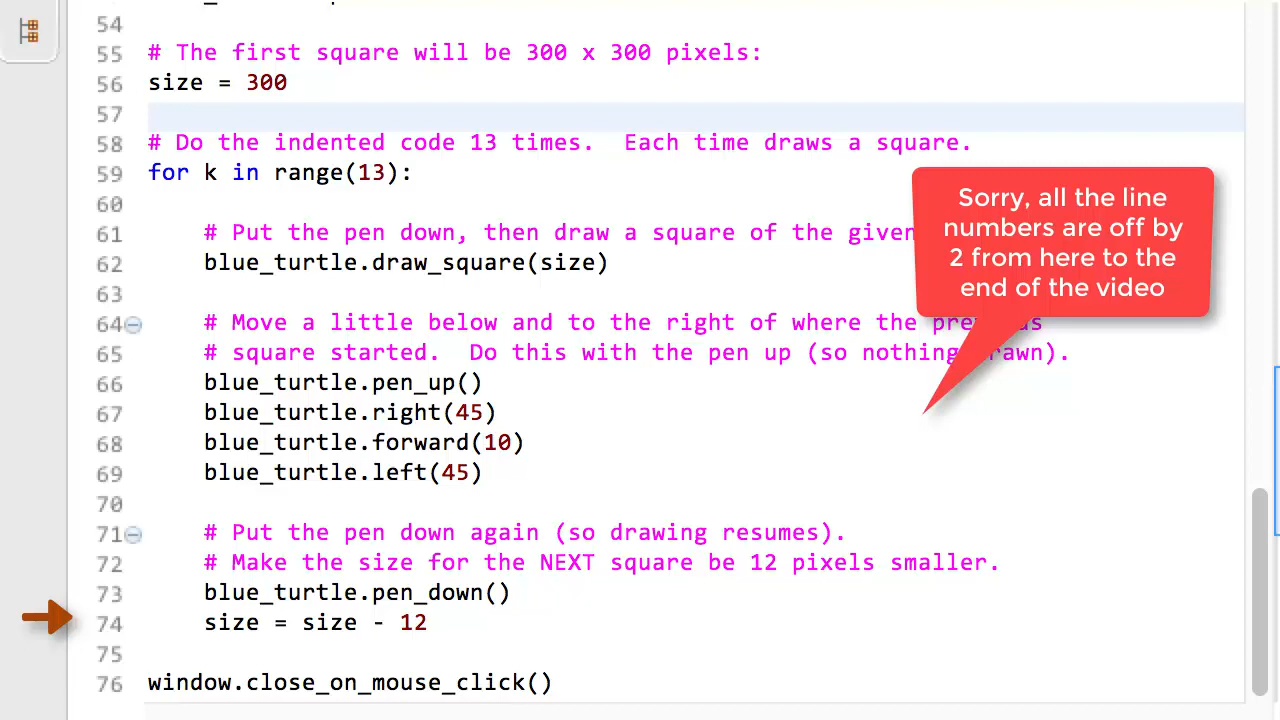 54
55 # The first square will be 300 x 300 pixels:
56 size = 300
57
58 # Do the indented code 13 times.  Each time draws a square.
59 for k in range(13):
60
61     # Put the pen down, then draw a square of the given
62     blue_turtle.draw_square(size)
63
64     # Move a little below and to the right of where the
65     # square started.  Do this with the pen up (so nothing drawn).
66     blue_turtle.pen_up()
67     blue_turtle.right(45)
68     blue_turtle.forward(10)
69     blue_turtle.left(45)
70
71     # Put the pen down again (so drawing resumes).
72     # Make the size for the NEXT square be 12 pixels smaller.
73     blue_turtle.pen_down()
74     size = size - 12
75
76 window.close_on_mouse_click()
Sorry, all the line
numbers are off by
2 from here to the
end of the video